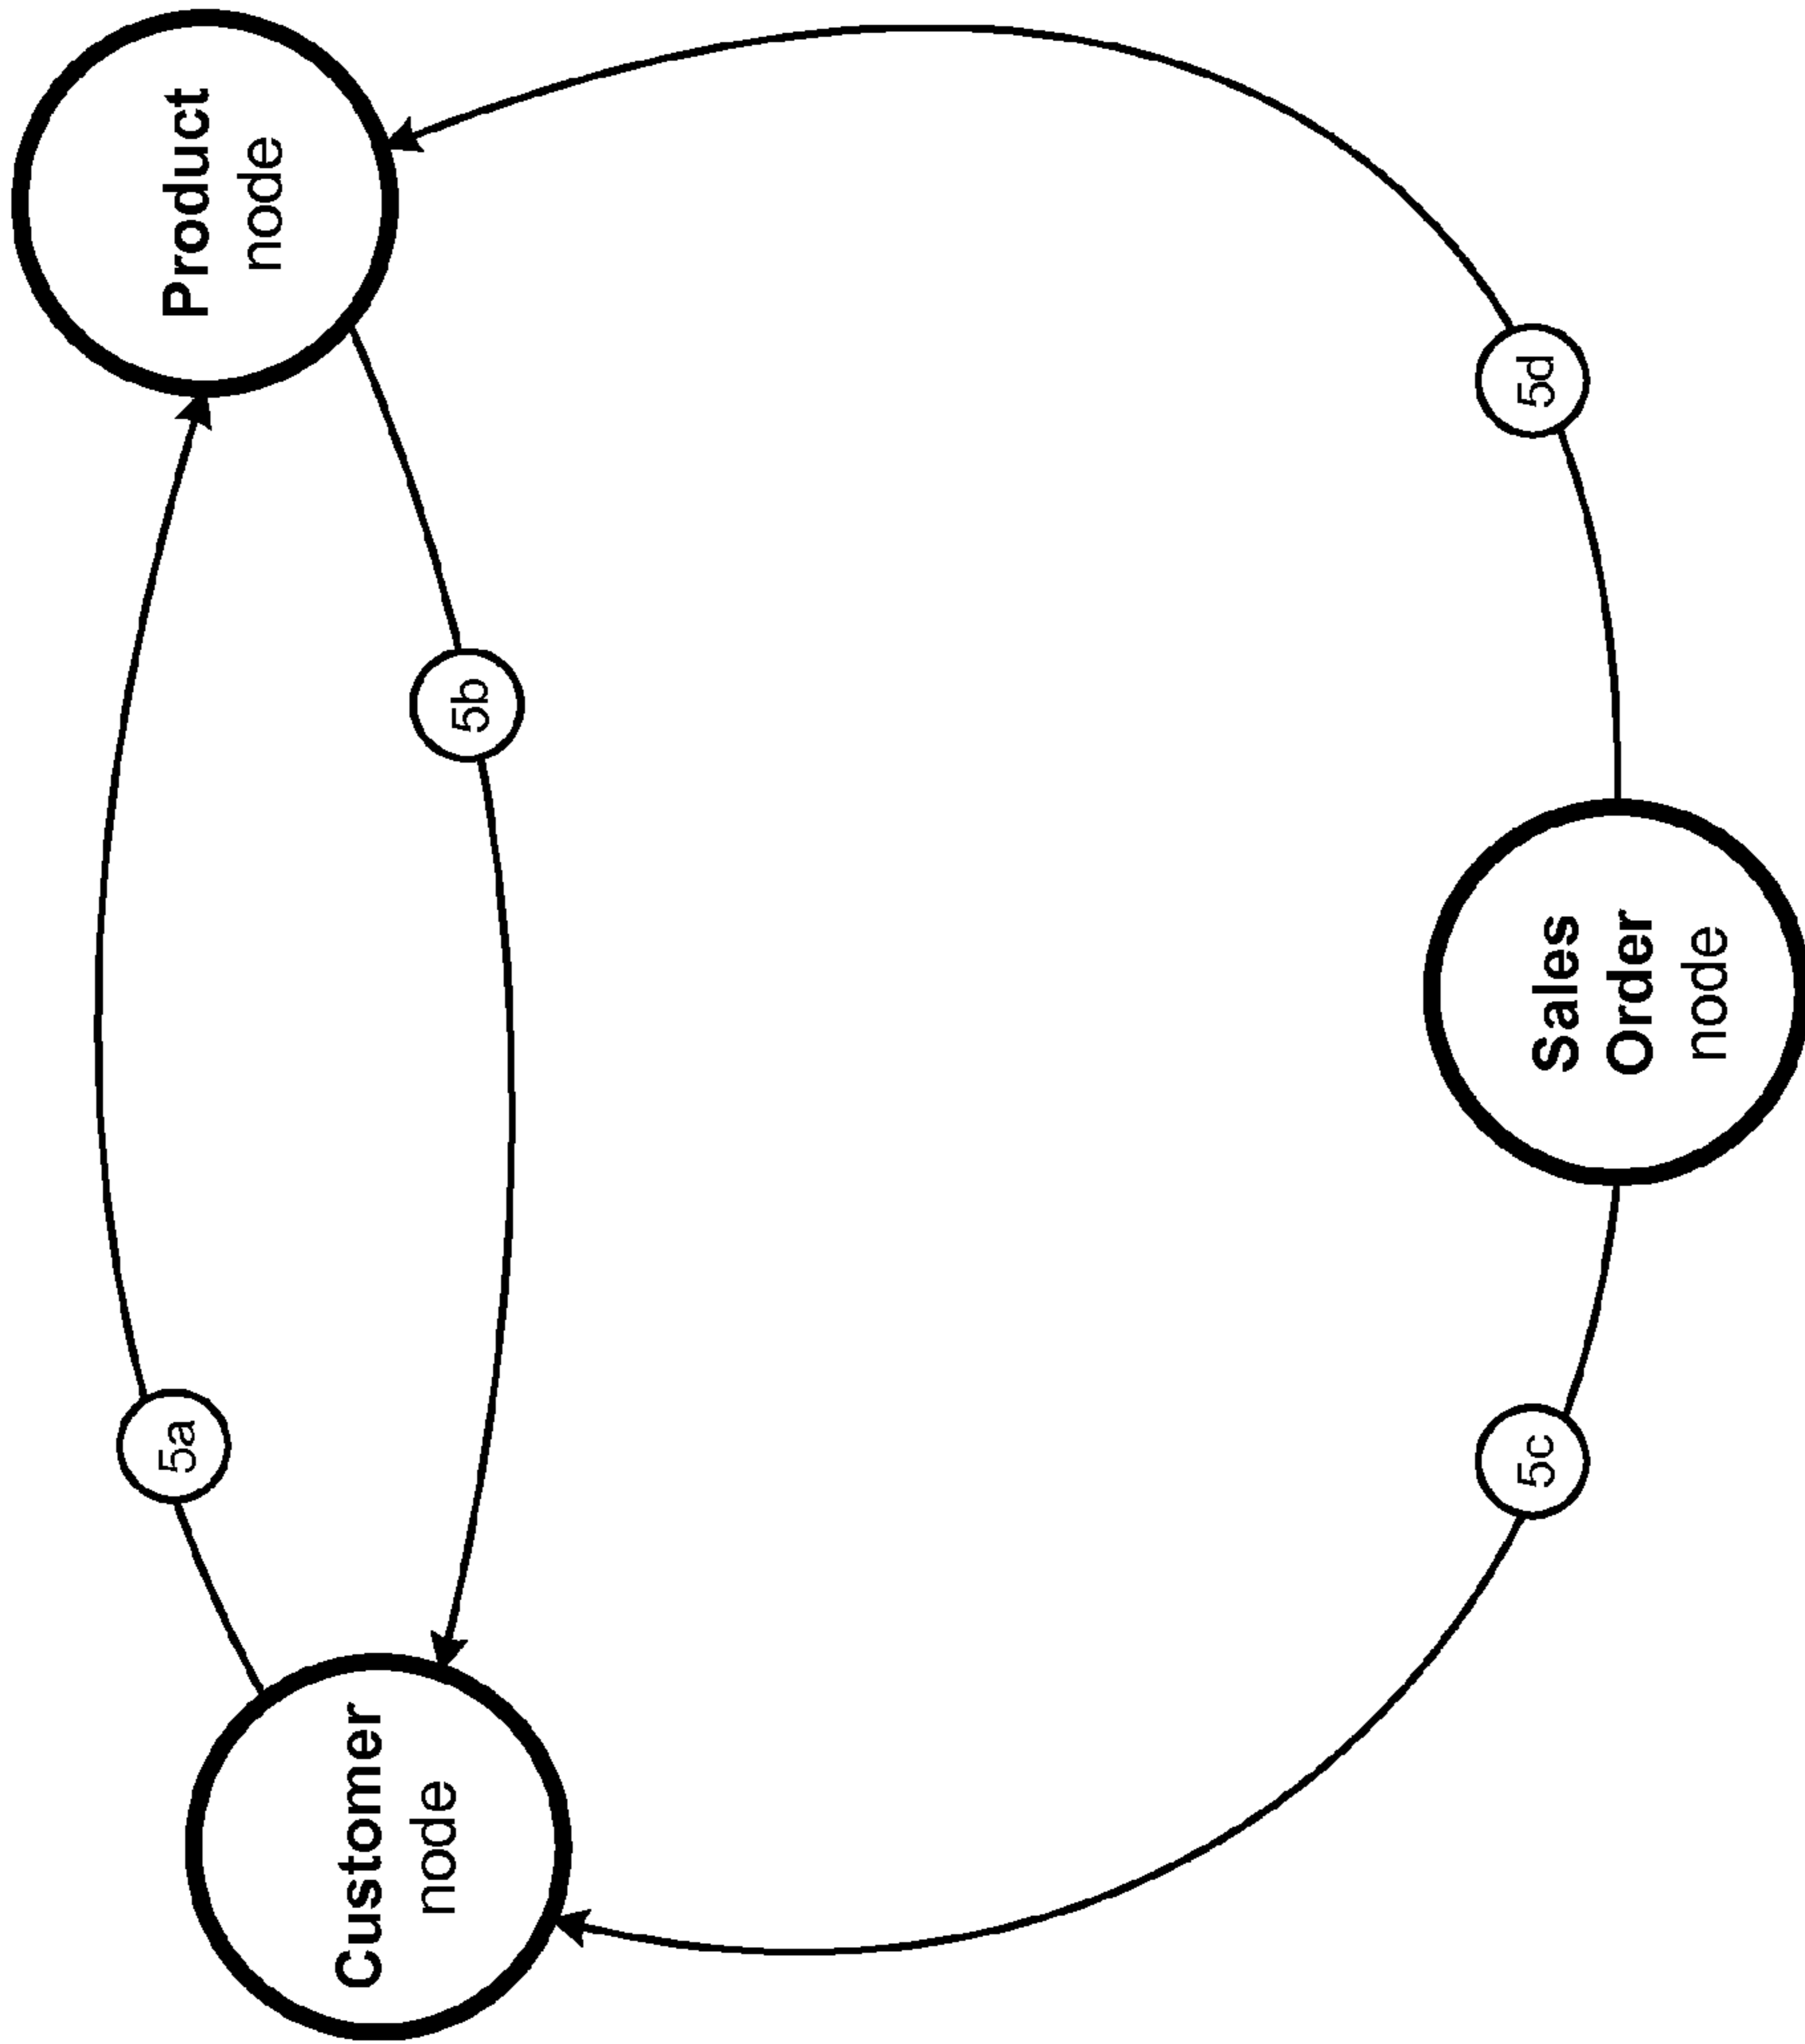 Customer
node
5a
5b
Product
node
5c
5d
Sales
Order
node